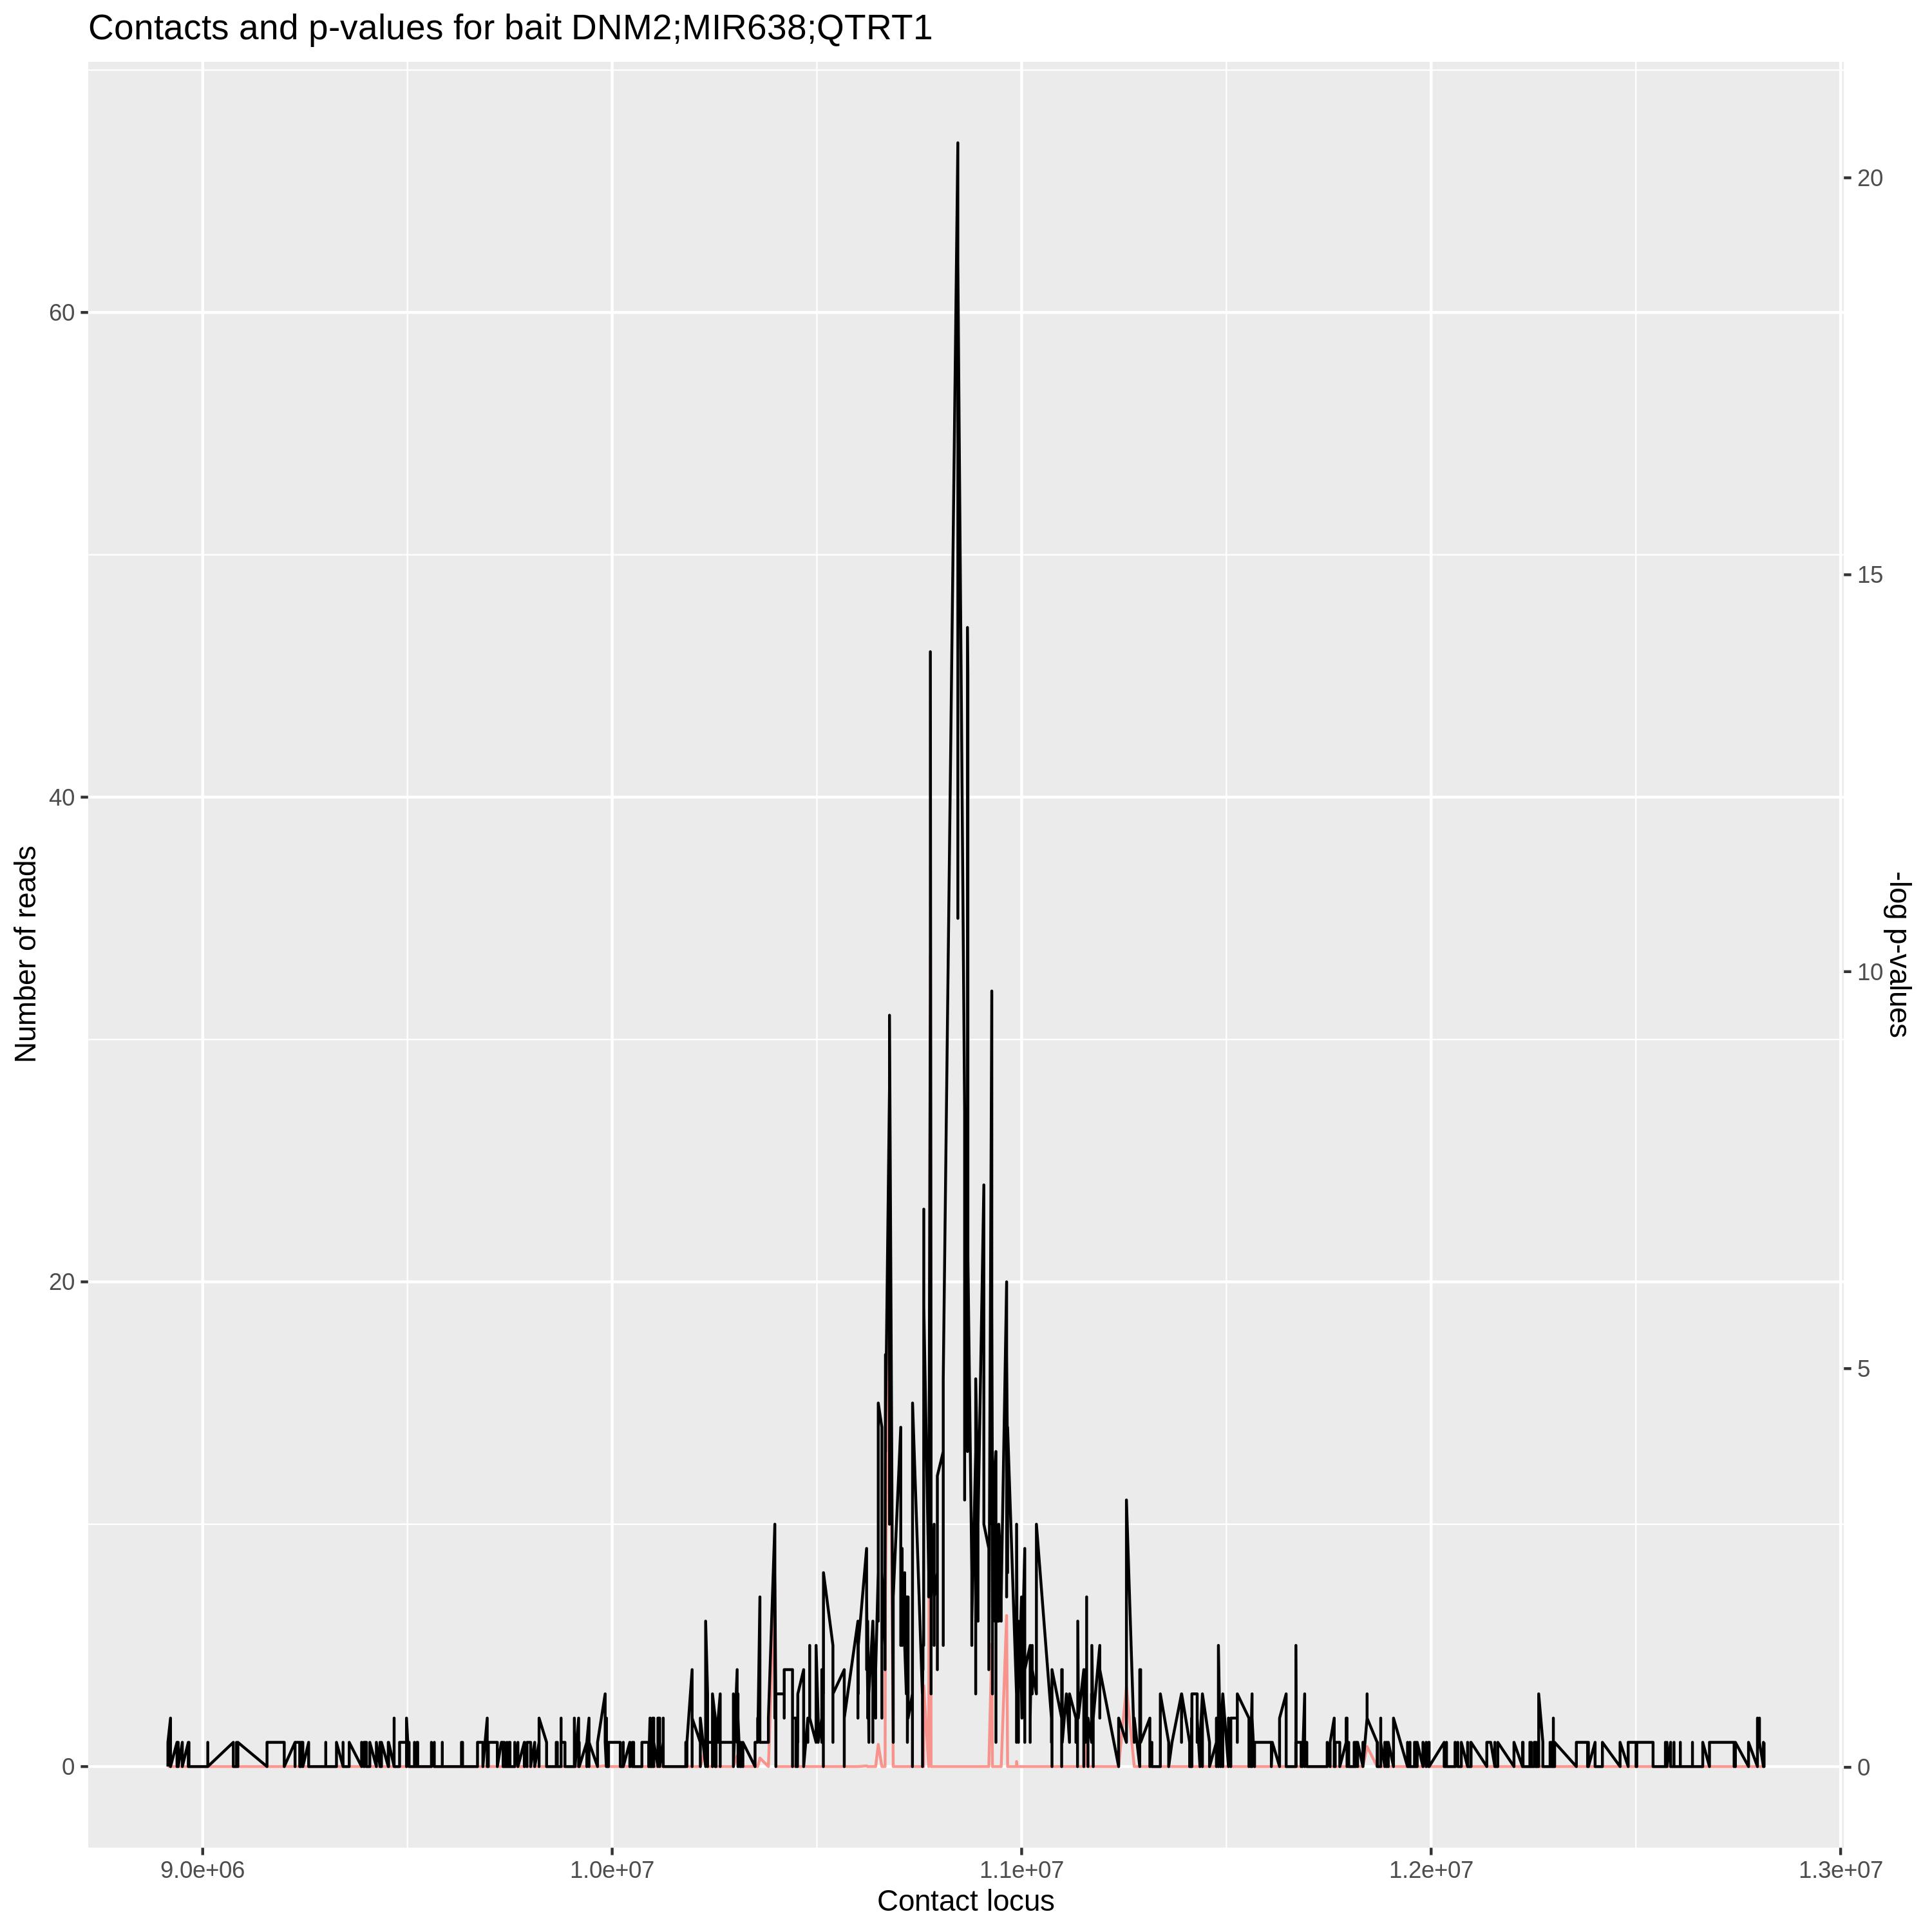 Contacts and p-values for bait DNM2;MIR638;QTRT1
Number of reads
60
40
20
0
20
15
10
5
0
-log p-values
9.0e+06
1.0e+07
1.1e+07
1.2e+07
1.3e+07
Contact locus